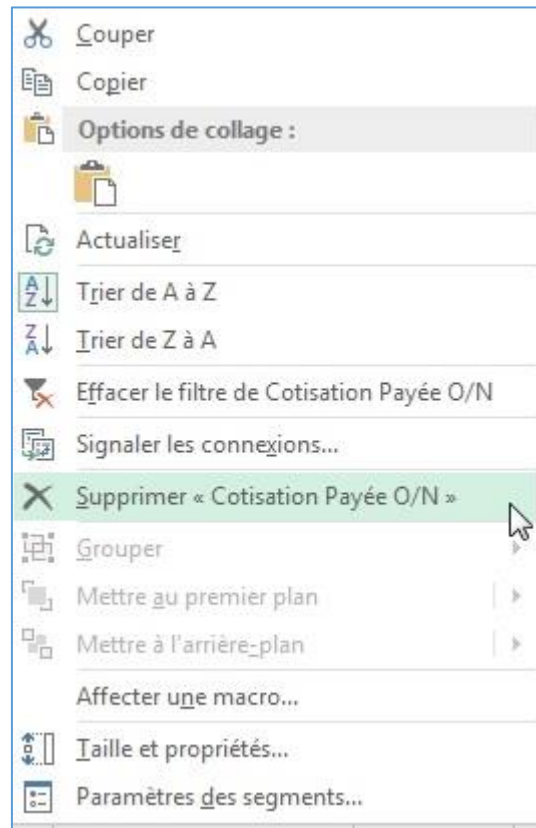 Couper
Copier
Options de collage :
Actualiser
Trier de A à Z
Trier de Z à A
Effacer le filtre de Cotisation Payée O/N
Signaler les connexions...
Supprimer « Cotisation Payée O/N »
Grouper
Mettre au premier plan
Mettre à l'arrière-plan
Affecter une macro...
Taille et propriétés...
Paramètres des segments...